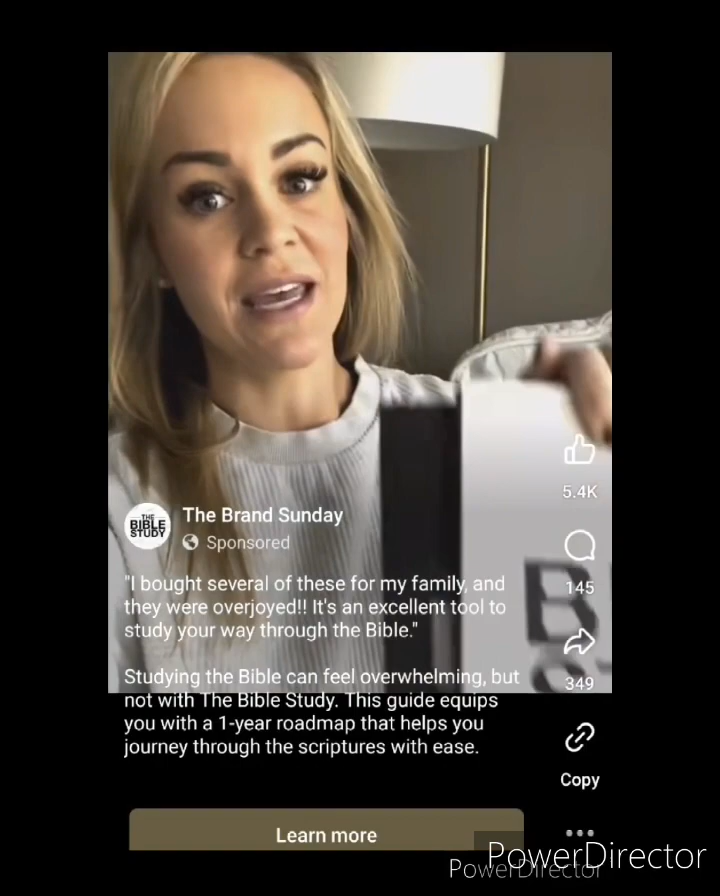 THE
BIBLE
STUDY
The Brand Sunday
Sponsored
"I bought several of these for my family, and
they were overjoyed!! It's an excellent tool to
study your way through the Bible."
Studying the Bible can feel overwhelming, but
not with The Bible Study. This guide equips
you with a 1-year roadmap that helps you
journey through the scriptures with ease.
5.4K
145
349
Copy
Learn more
PowerDirector
PowerDirector